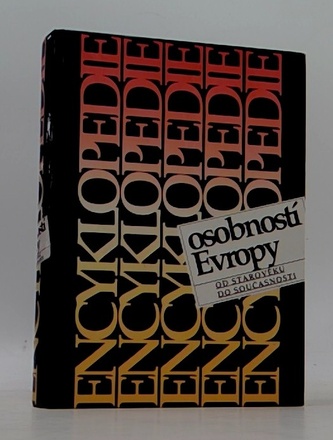 ENCYKLOPEDIE
ENCYKLOPEDIE
ENCYKLOPEDIE
ENCYKLOPEDIE
ENCYKLOPEDIE
osobností
Evropy
OD STAROVĚKU
DO SOUČASNOSTI